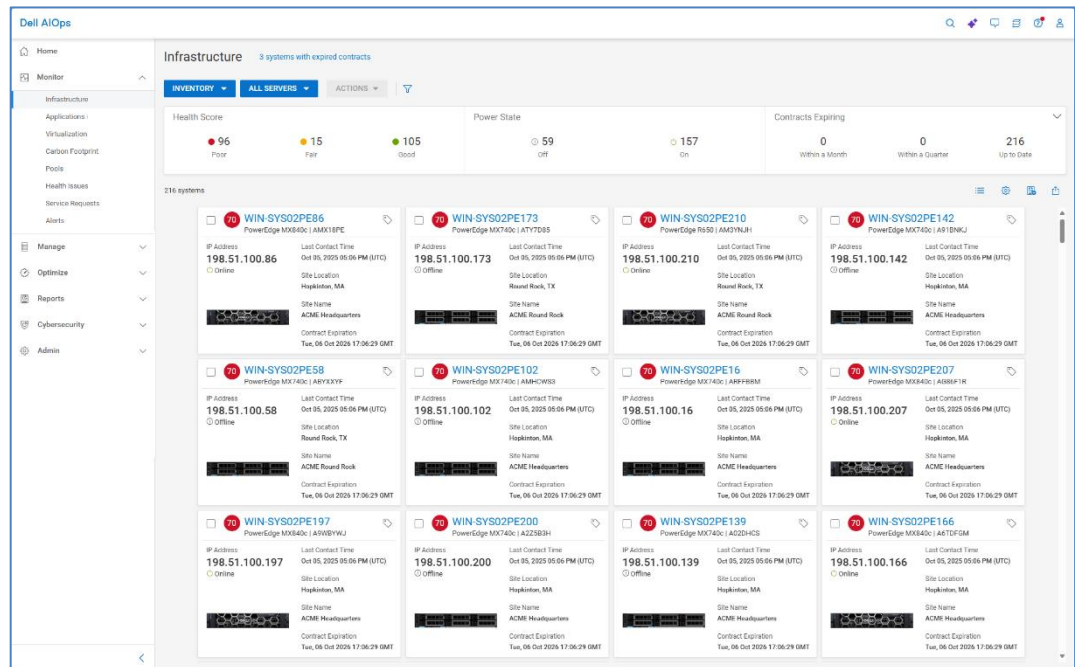 Dell AIOps
Home
Monitor
Infrastructure
Applications
Virtualization
Carbon Footprint
Pools
Health Issues
Service Requests
Alerts
Manage
Optimize
Reports
Cybersecurity
Admin
Infrastructure 3 systems with expired contracts
INVENTORY ALL SERVERS ACTIONS
Health Score Power State Contracts Expiring
96 15 105 59 157 0 0 216
Poor Fair Good Off On Within a Month Within a Quarter Up to Date
216 systems
70 WIN-SYS02PE86
PowerEdge MX840c | AMX18PE
IP Address Last Contact Time
198.51.100.86 Oct 05, 2025 05:06 PM (UTC)
Online
Site Location
Hopkinton, MA
Site Name
ACME Headquarters
Contract Expiration
Tue, 06 Oct 2026 17:06:29 GMT
70 WIN-SYS02PE173
PowerEdge MX740c | ATY7D85
IP Address Last Contact Time
198.51.100.173 Oct 05, 2025 05:06 PM (UTC)
Offline
Site Location
Round Rock, TX
Site Name
ACME Round Rock
Contract Expiration
Tue, 06 Oct 2026 17:06:29 GMT
70 WIN-SYS02PE210
PowerEdge R650 | AM3YNJH
IP Address Last Contact Time
198.51.100.210 Oct 05, 2025 05:06 PM (UTC)
Online
Site Location
Round Rock, TX
Site Name
ACME Round Rock
Contract Expiration
Tue, 06 Oct 2026 17:06:29 GMT
70 WIN-SYS02PE142
PowerEdge MX740c | A91BNKJ
IP Address Last Contact Time
198.51.100.142 Oct 05, 2025 05:06 PM (UTC)
Offline
Site Location
Hopkinton, MA
Site Name
ACME Headquarters
Contract Expiration
Tue, 06 Oct 2026 17:06:29 GMT
70 WIN-SYS02PE58
PowerEdge MX740c | ABYXXYF
IP Address Last Contact Time
198.51.100.58 Oct 05, 2025 05:06 PM (UTC)
Offline
Site Location
Round Rock, TX
Site Name
ACME Round Rock
Contract Expiration
Tue, 06 Oct 2026 17:06:29 GMT
70 WIN-SYS02PE102
PowerEdge MX740c | AMHCWS3
IP Address Last Contact Time
198.51.100.102 Oct 05, 2025 05:06 PM (UTC)
Offline
Site Location
Hopkinton, MA
Site Name
ACME Headquarters
Contract Expiration
Tue, 06 Oct 2026 17:06:29 GMT
70 WIN-SYS02PE16
PowerEdge MX740c | ARFFBBM
IP Address Last Contact Time
198.51.100.16 Oct 05, 2025 05:06 PM (UTC)
Offline
Site Location
Hopkinton, MA
Site Name
ACME Headquarters
Contract Expiration
Tue, 06 Oct 2026 17:06:29 GMT
70 WIN-SYS02PE207
PowerEdge MX840c | AG86F1R
IP Address Last Contact Time
198.51.100.207 Oct 05, 2025 05:06 PM (UTC)
Online
Site Location
Hopkinton, MA
Site Name
ACME Headquarters
Contract Expiration
Tue, 06 Oct 2026 17:06:29 GMT
70 WIN-SYS02PE197
PowerEdge MX840c | A9WBYWJ
IP Address Last Contact Time
198.51.100.197 Oct 05, 2025 05:06 PM (UTC)
Online
Site Location
Hopkinton, MA
Site Name
ACME Headquarters
Contract Expiration
Tue, 06 Oct 2026 17:06:29 GMT
70 WIN-SYS02PE200
PowerEdge MX740c | A2Z5B3H
IP Address Last Contact Time
198.51.100.200 Oct 05, 2025 05:06 PM (UTC)
Offline
Site Location
Hopkinton, MA
Site Name
ACME Headquarters
Contract Expiration
Tue, 06 Oct 2026 17:06:29 GMT
70 WIN-SYS02PE139
PowerEdge MX740c | A02DHCS
IP Address Last Contact Time
198.51.100.139 Oct 05, 2025 05:06 PM (UTC)
Offline
Site Location
Hopkinton, MA
Site Name
ACME Headquarters
Contract Expiration
Tue, 06 Oct 2026 17:06:29 GMT
70 WIN-SYS02PE166
PowerEdge MX840c | A6TDFGM
IP Address Last Contact Time
198.51.100.166 Oct 05, 2025 05:06 PM (UTC)
Online
Site Location
Hopkinton, MA
Site Name
ACME Headquarters
Contract Expiration
Tue, 06 Oct 2026 17:06:29 GMT